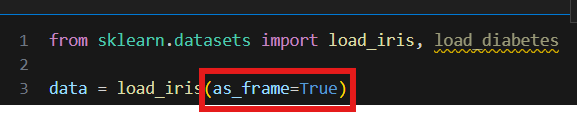 1 from sklearn.datasets import load_iris, load_diabetes
2
3 data = load_iris(as_frame=True)